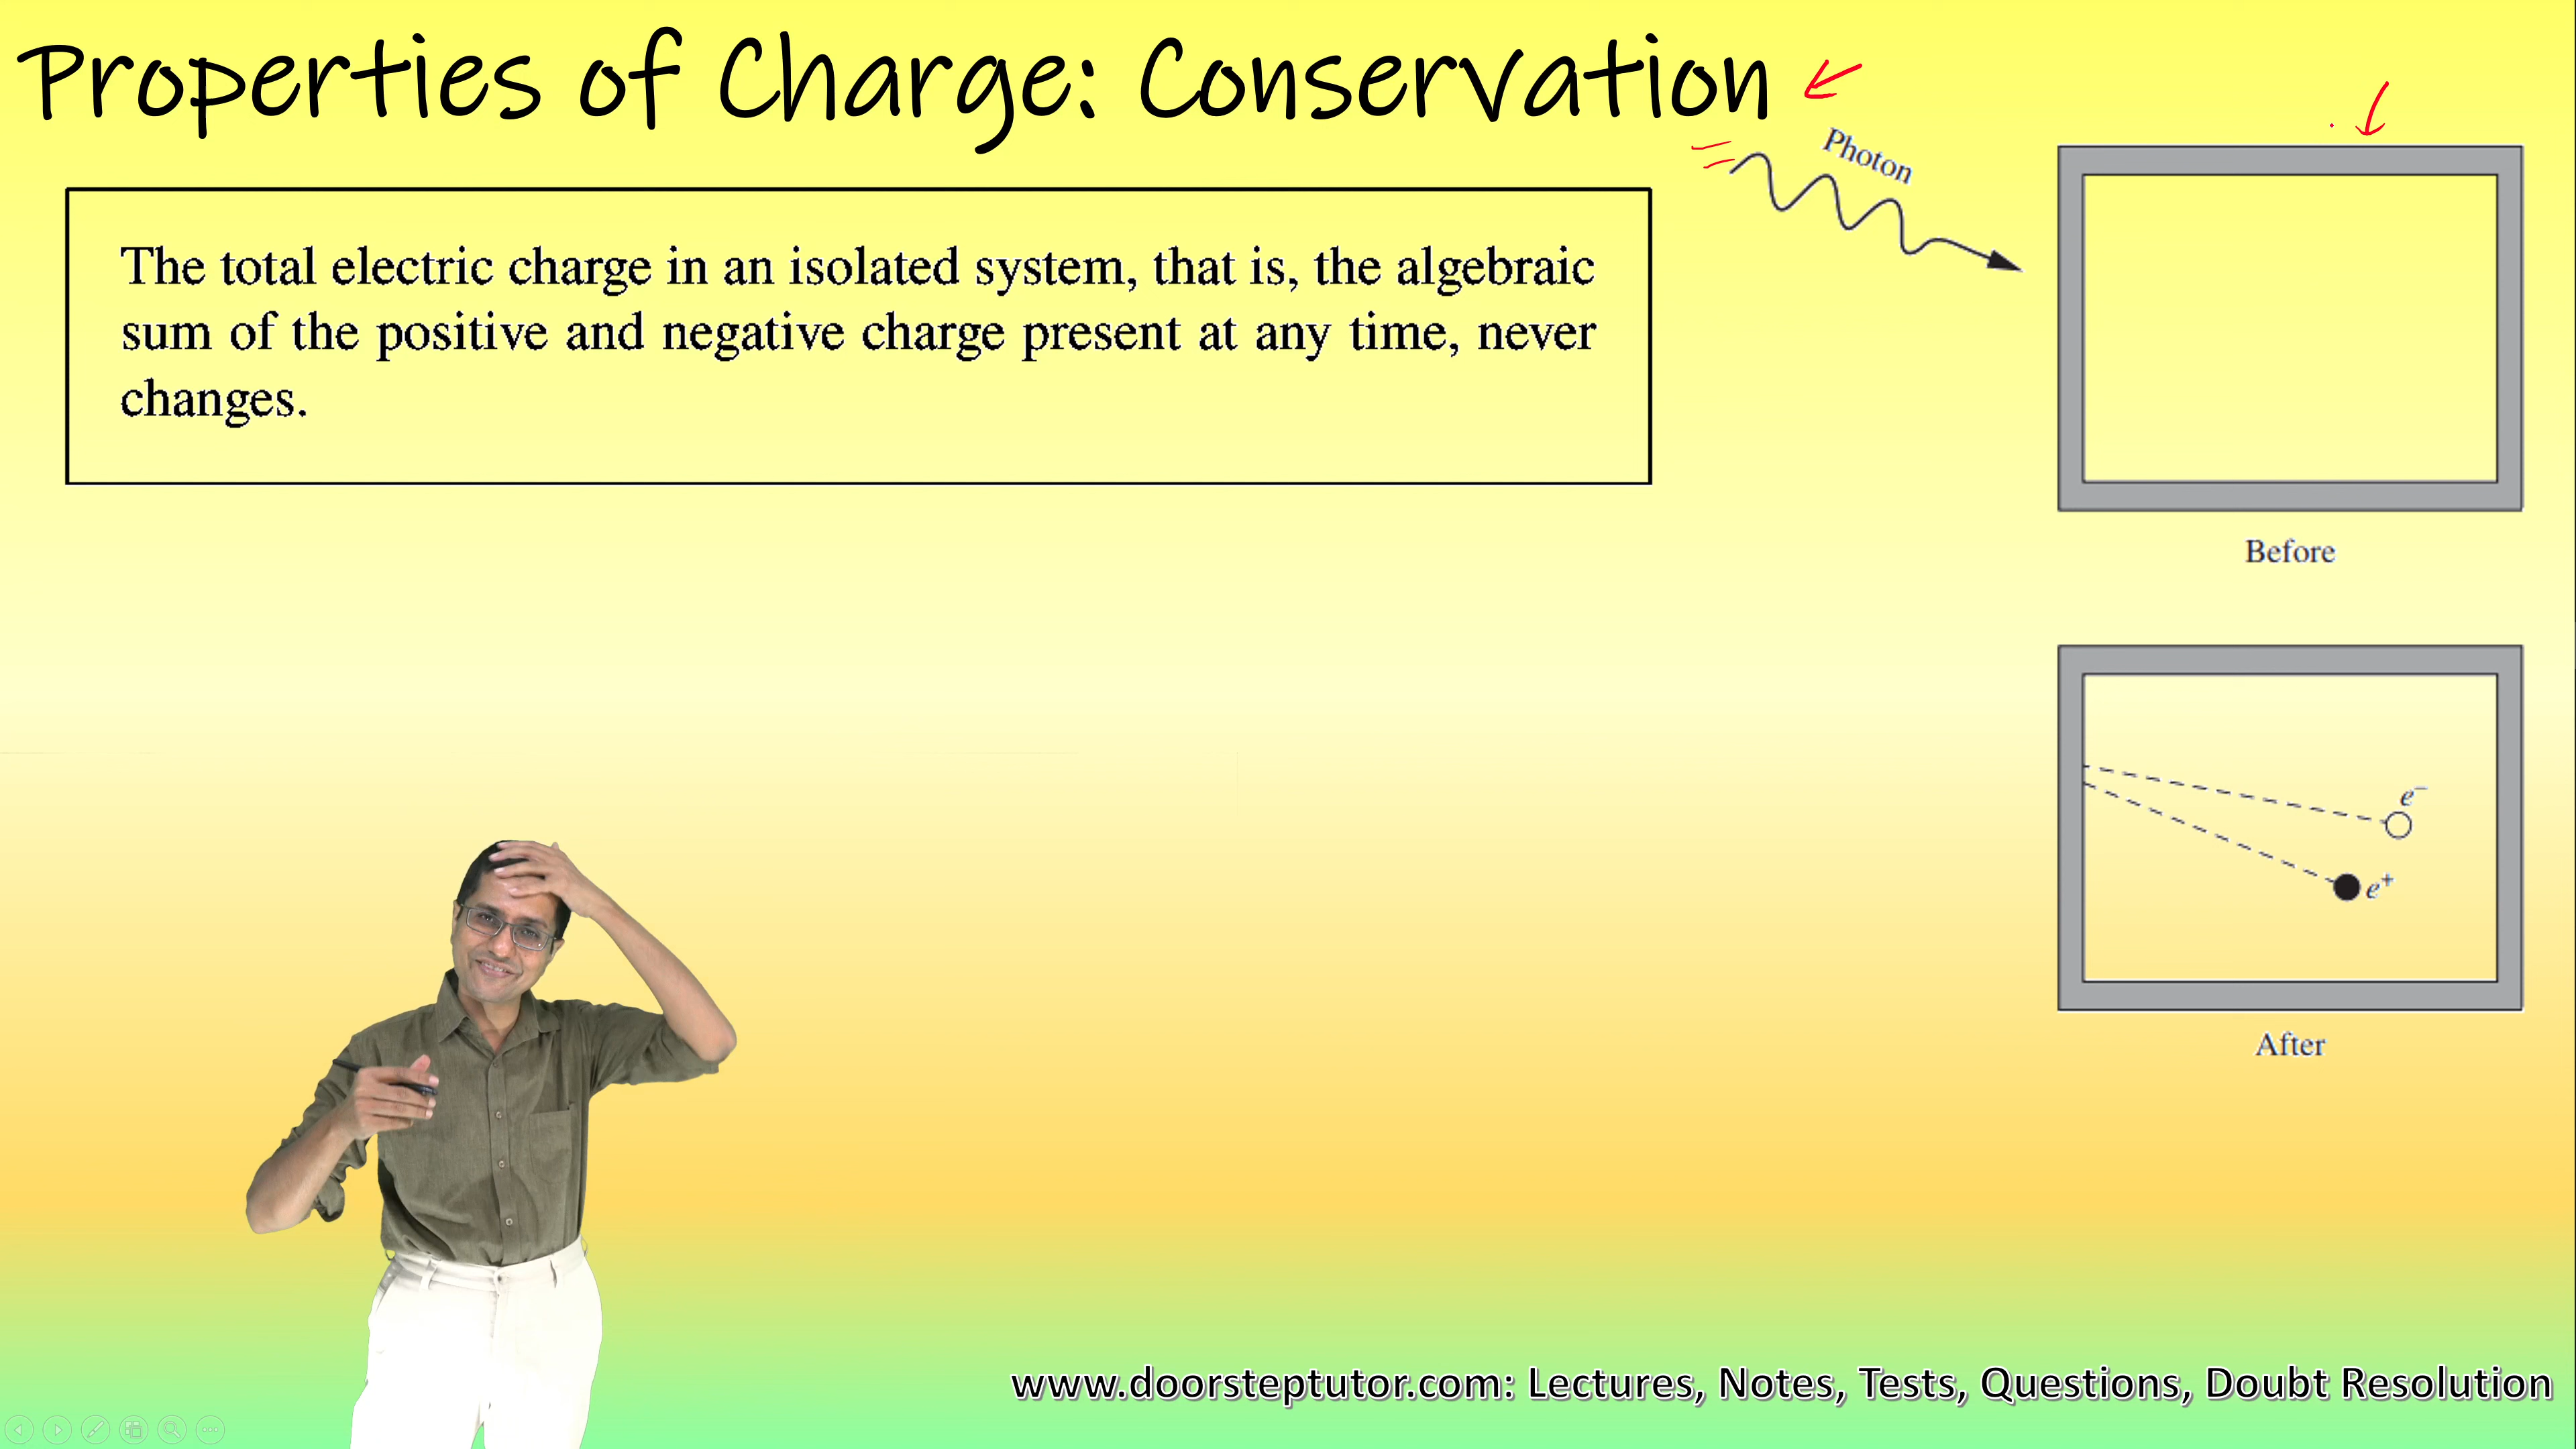 Properties of Charge: Conservation
Photon
The total electric charge in an isolated system, that is, the algebraic
sum of the positive and negative charge present at any time, never
changes.
Before
e⁻
e⁺
After
www.doorsteptutor.com: Lectures, Notes, Tests, Questions, Doubt Resolution